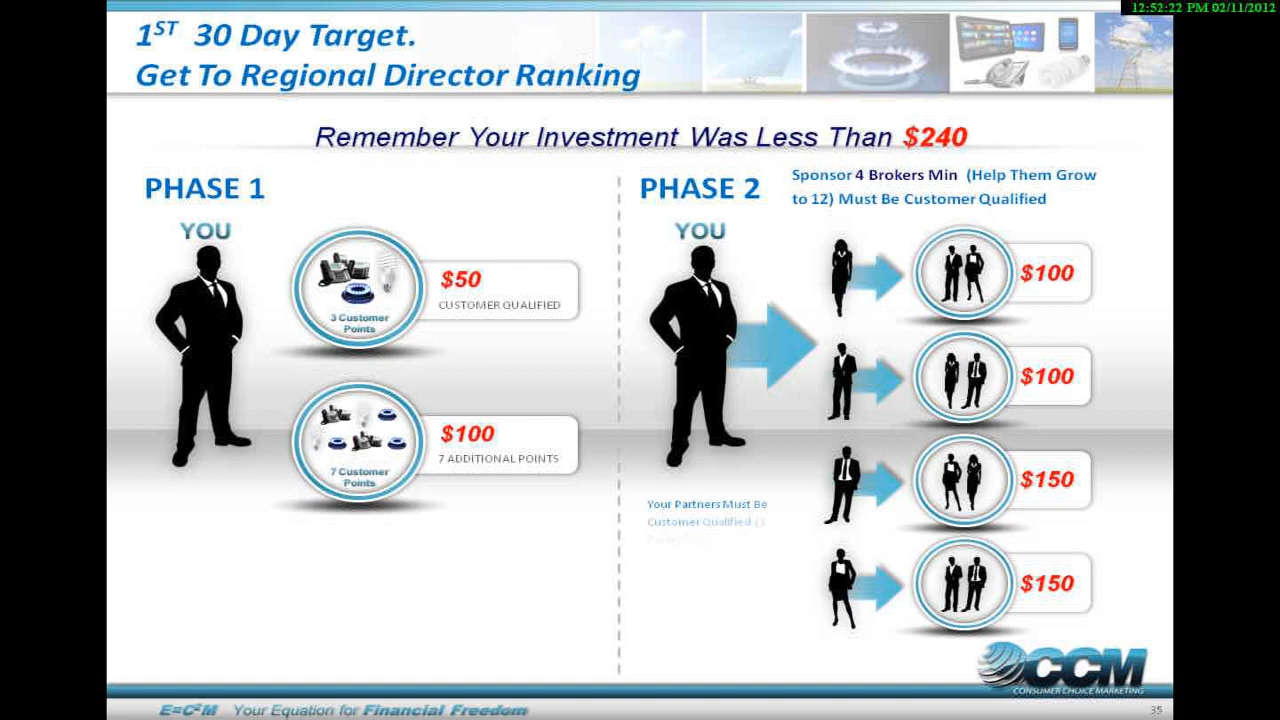 12:52:22 PM 02/11/2012
1ST 30 Day Target.
Get To Regional Director Ranking
Remember Your Investment Was Less Than $240
PHASE 1
YOU
3 Customer
Points
$50
CUSTOMER QUALIFIED
7 Customer
Points
$100
7 ADDITIONAL POINTS
PHASE 2
Sponsor 4 Brokers Min (Help Them Grow
to 12) Must Be Customer Qualified
YOU
$100
$100
$150
$150
Your Partners Must Be
Customer Qualified (
CCM
CONSUMER CHOICE MARKETING
E=C²M Your Equation for Financial Freedom
35